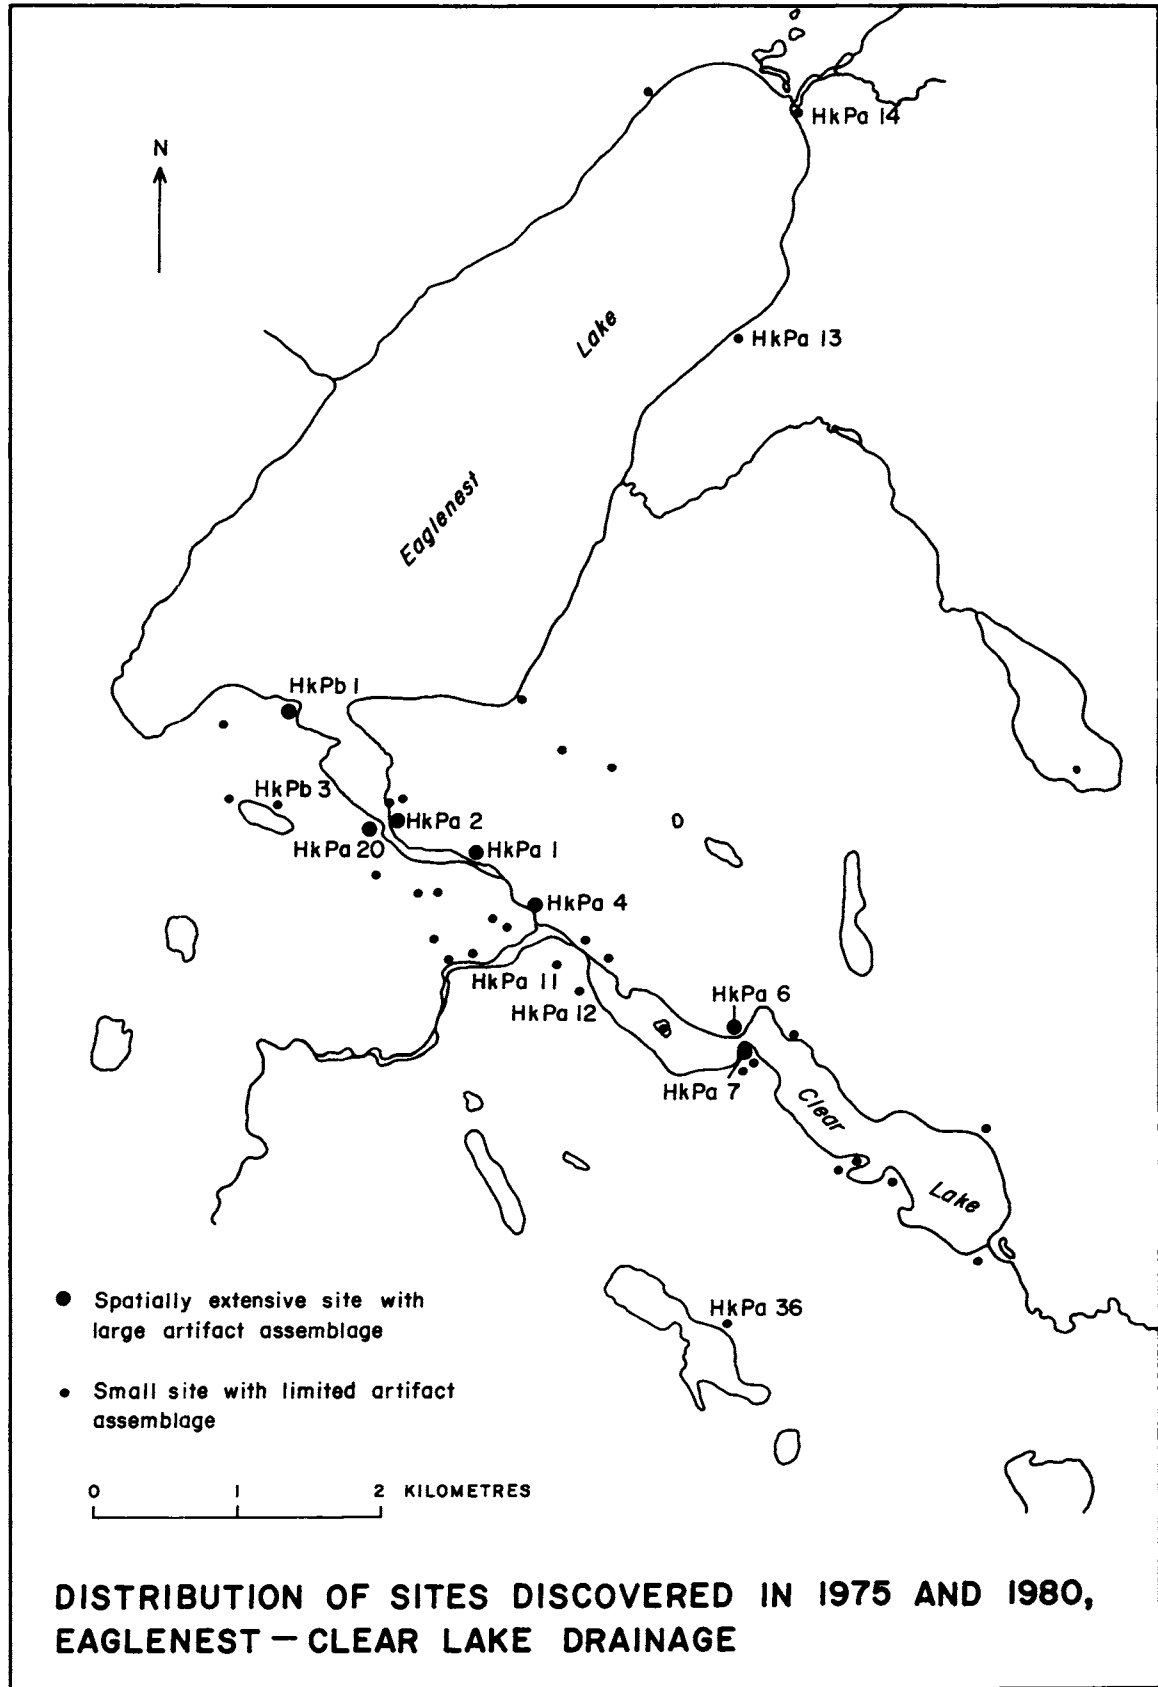 HkPa 14
N
HkPa 13
Lake
Eaglenest
HkPb 1
HkPb 3
HkPa 2
HkPa 20
HkPa 1
HkPa 4
HkPa 11
HkPa 6
HkPa 12
HkPa 7
Clear
Lake
HkPa 36
Spatially extensive site with
large artifact assemblage
Small site with limited artifact
assemblage
0 1 2 KILOMETRES
DISTRIBUTION OF SITES DISCOVERED IN 1975 AND 1980,
EAGLENEST — CLEAR LAKE DRAINAGE